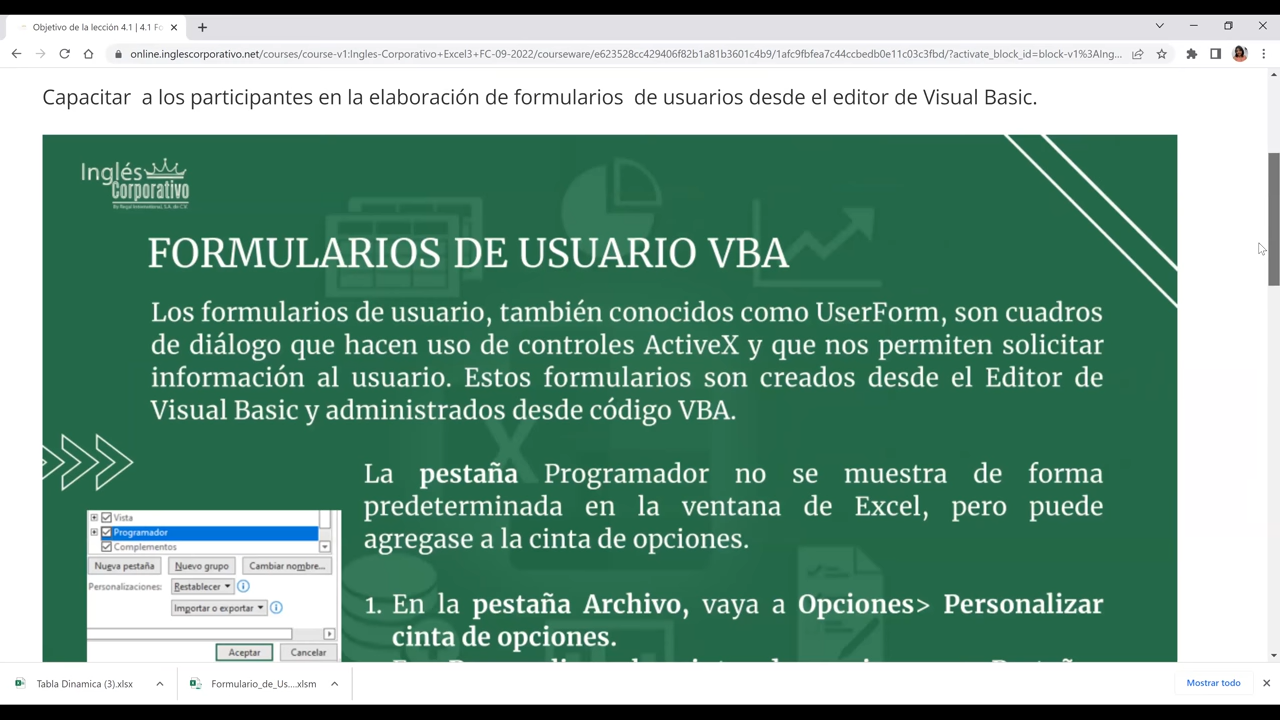 Objetivo de la lección 4.1 | 4.1 Fo
online.inglescorporativo.net/courses/course-v1:Ingles-Corporativo+Excel3+FC-09-2022/courseware/e623528cc429406f82b1a81b3601c4b9/1afc9fbfea7c44ccbedb0e11c03c3fbd/?activate_block_id=block-v1%3AIng...
Capacitar a los participantes en la elaboración de formularios de usuarios desde el editor de Visual Basic.
Inglés
Corporativo
FORMULARIOS DE USUARIO VBA
Los formularios de usuario, también conocidos como UserForm, son cuadros
de diálogo que hacen uso de controles ActiveX y que nos permiten solicitar
información al usuario. Estos formularios son creados desde el Editor de
Visual Basic y administrados desde código VBA.
La pestaña Programador no se muestra de forma
predeterminada en la ventana de Excel, pero puede
agregase a la cinta de opciones.
Vista
Programador
Complementos
Nueva pestaña Nuevo grupo Cambiar nombre...
Personalizaciones: Restablecer
Importar o exportar
Aceptar Cancelar
1. En la pestaña Archivo, vaya a Opciones> Personalizar
cinta de opciones.
Tabla Dinamica (3).xlsx
Formulario_de_Us....xlsm
Mostrar todo